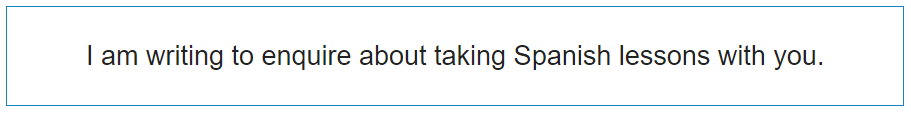 I am writing to enquire about taking Spanish lessons with you.